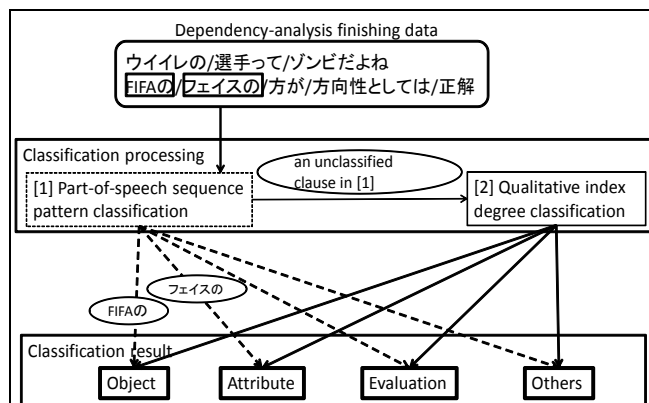 Dependency-analysis finishing data
ウイイレの/選手って/ゾンビだよね
FIFAの/フェイスの/方が/方向性としては/正解
Classification processing
an unclassified
clause in [1]
[1] Part-of-speech sequence
pattern classification
[2] Qualitative index
degree classification
フェイスの
FIFAの
Classification result
Object
Attribute
Evaluation
Others